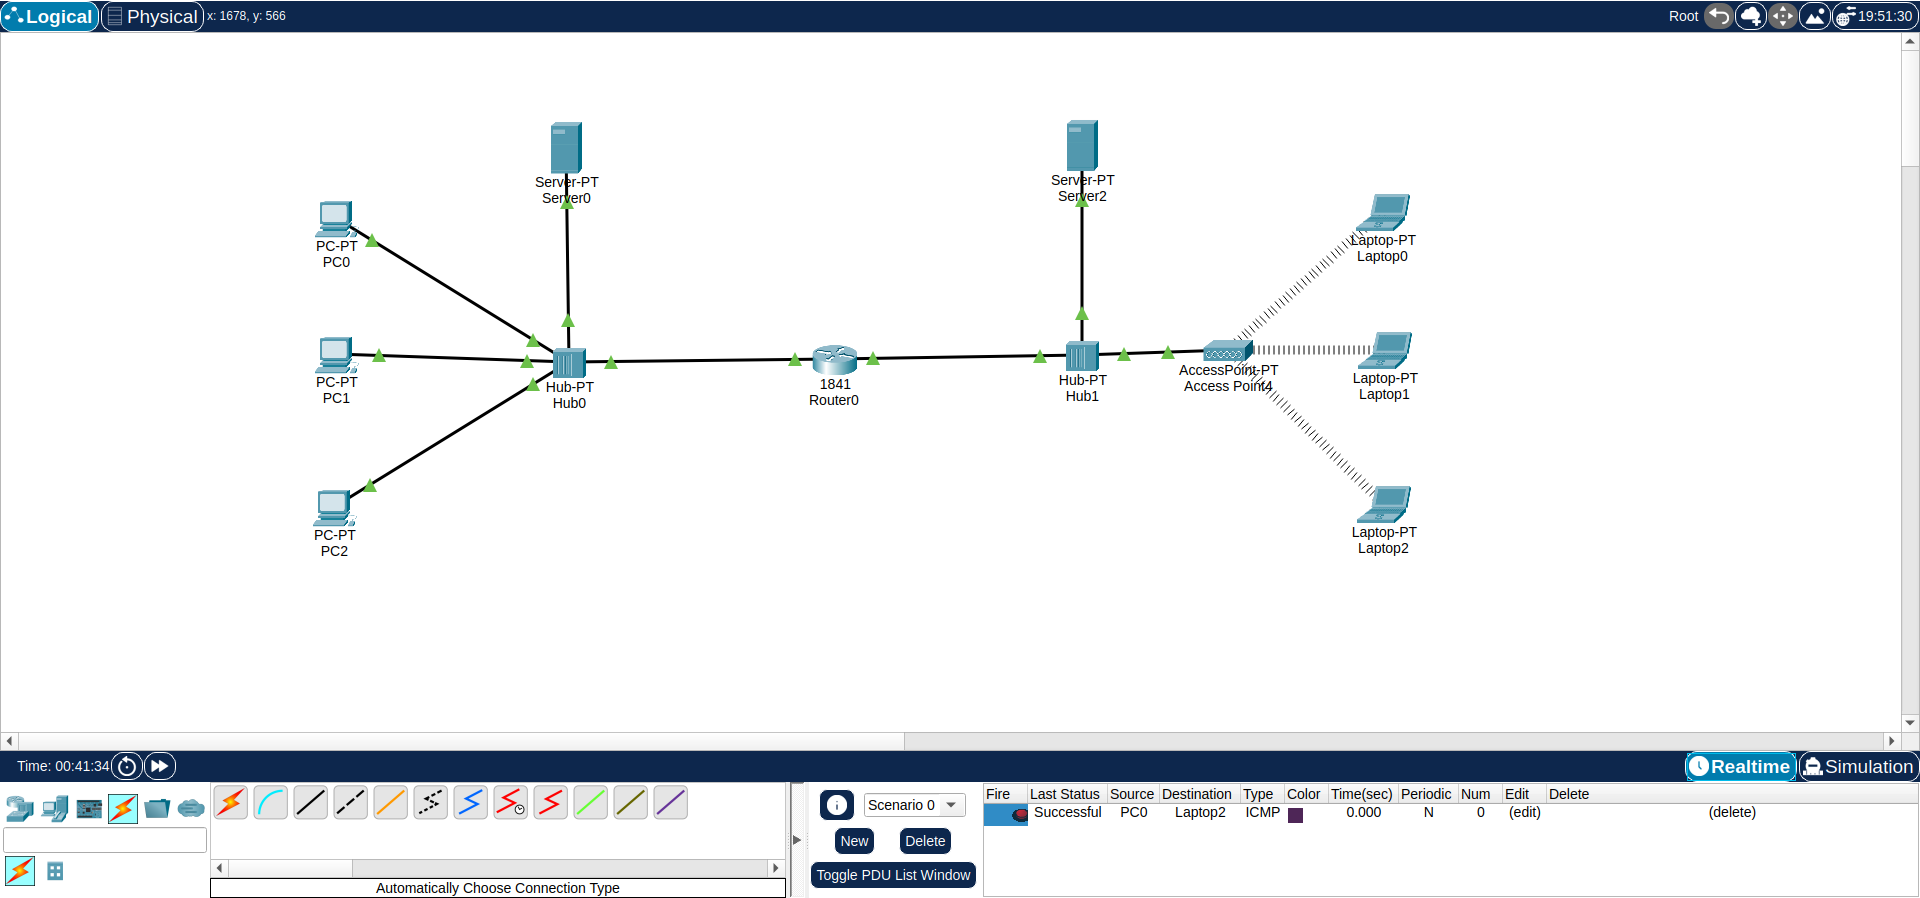 Logical Physical x: 1678, y: 566 Root 19:51:30
Server-PT
Server0
Server-PT
Server2
PC-PT
PC0
Laptop-PT
Laptop0
PC-PT
PC1
Hub-PT
Hub0
1841
Router0
Hub-PT
Hub1
AccessPoint-PT
Access Point4
Laptop-PT
Laptop1
PC-PT
PC2
Laptop-PT
Laptop2
Time: 00:41:34 Realtime Simulation
Scenario 0
New Delete
Toggle PDU List Window
Automatically Choose Connection Type
Fire Last Status Source Destination Type Color Time(sec) Periodic Num Edit Delete
Successful PC0 Laptop2 ICMP 0.000 N 0 (edit) (delete)